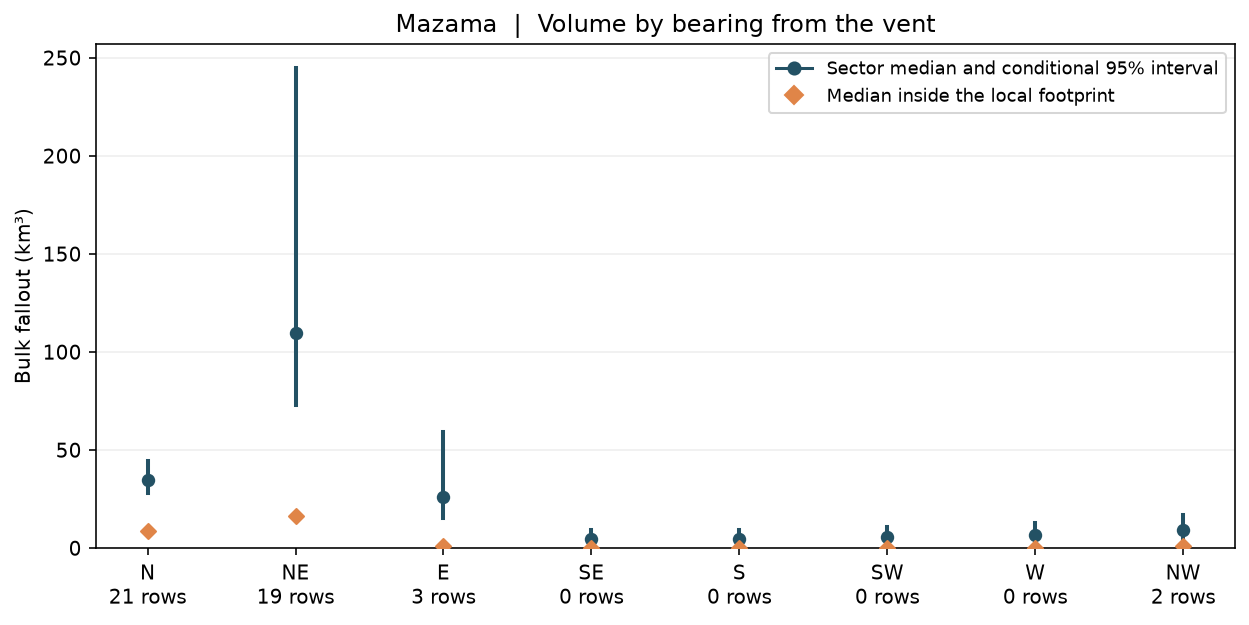 Mazama | Volume by bearing from the vent
Sector median and conditional 95% interval
Median inside the local footprint
Bulk fallout (km³)
250
200
150
100
50
0
N NE E SE S SW W NW
21 rows 19 rows 3 rows 0 rows 0 rows 0 rows 0 rows 2 rows